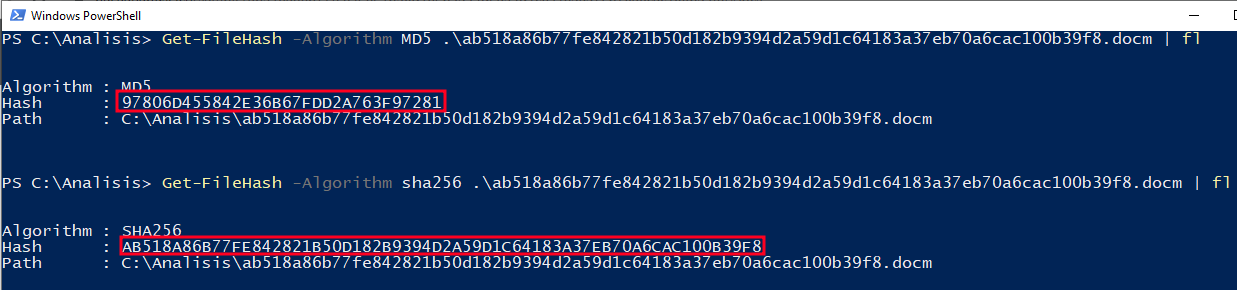 Windows PowerShell
PS C:\Analisis> Get-FileHash -Algorithm MD5 .\ab518a86b77fe842821b50d182b9394d2a59d1c64183a37eb70a6cac100b39f8.docm | fl
Algorithm : MD5
Hash      : 97806D455842E36B67FDD2A763F97281
Path      : C:\Analisis\ab518a86b77fe842821b50d182b9394d2a59d1c64183a37eb70a6cac100b39f8.docm
PS C:\Analisis> Get-FileHash -Algorithm sha256 .\ab518a86b77fe842821b50d182b9394d2a59d1c64183a37eb70a6cac100b39f8.docm | fl
Algorithm : SHA256
Hash      : AB518A86B77FE842821B50D182B9394D2A59D1C64183A37EB70A6CAC100B39F8
Path      : C:\Analisis\ab518a86b77fe842821b50d182b9394d2a59d1c64183a37eb70a6cac100b39f8.docm